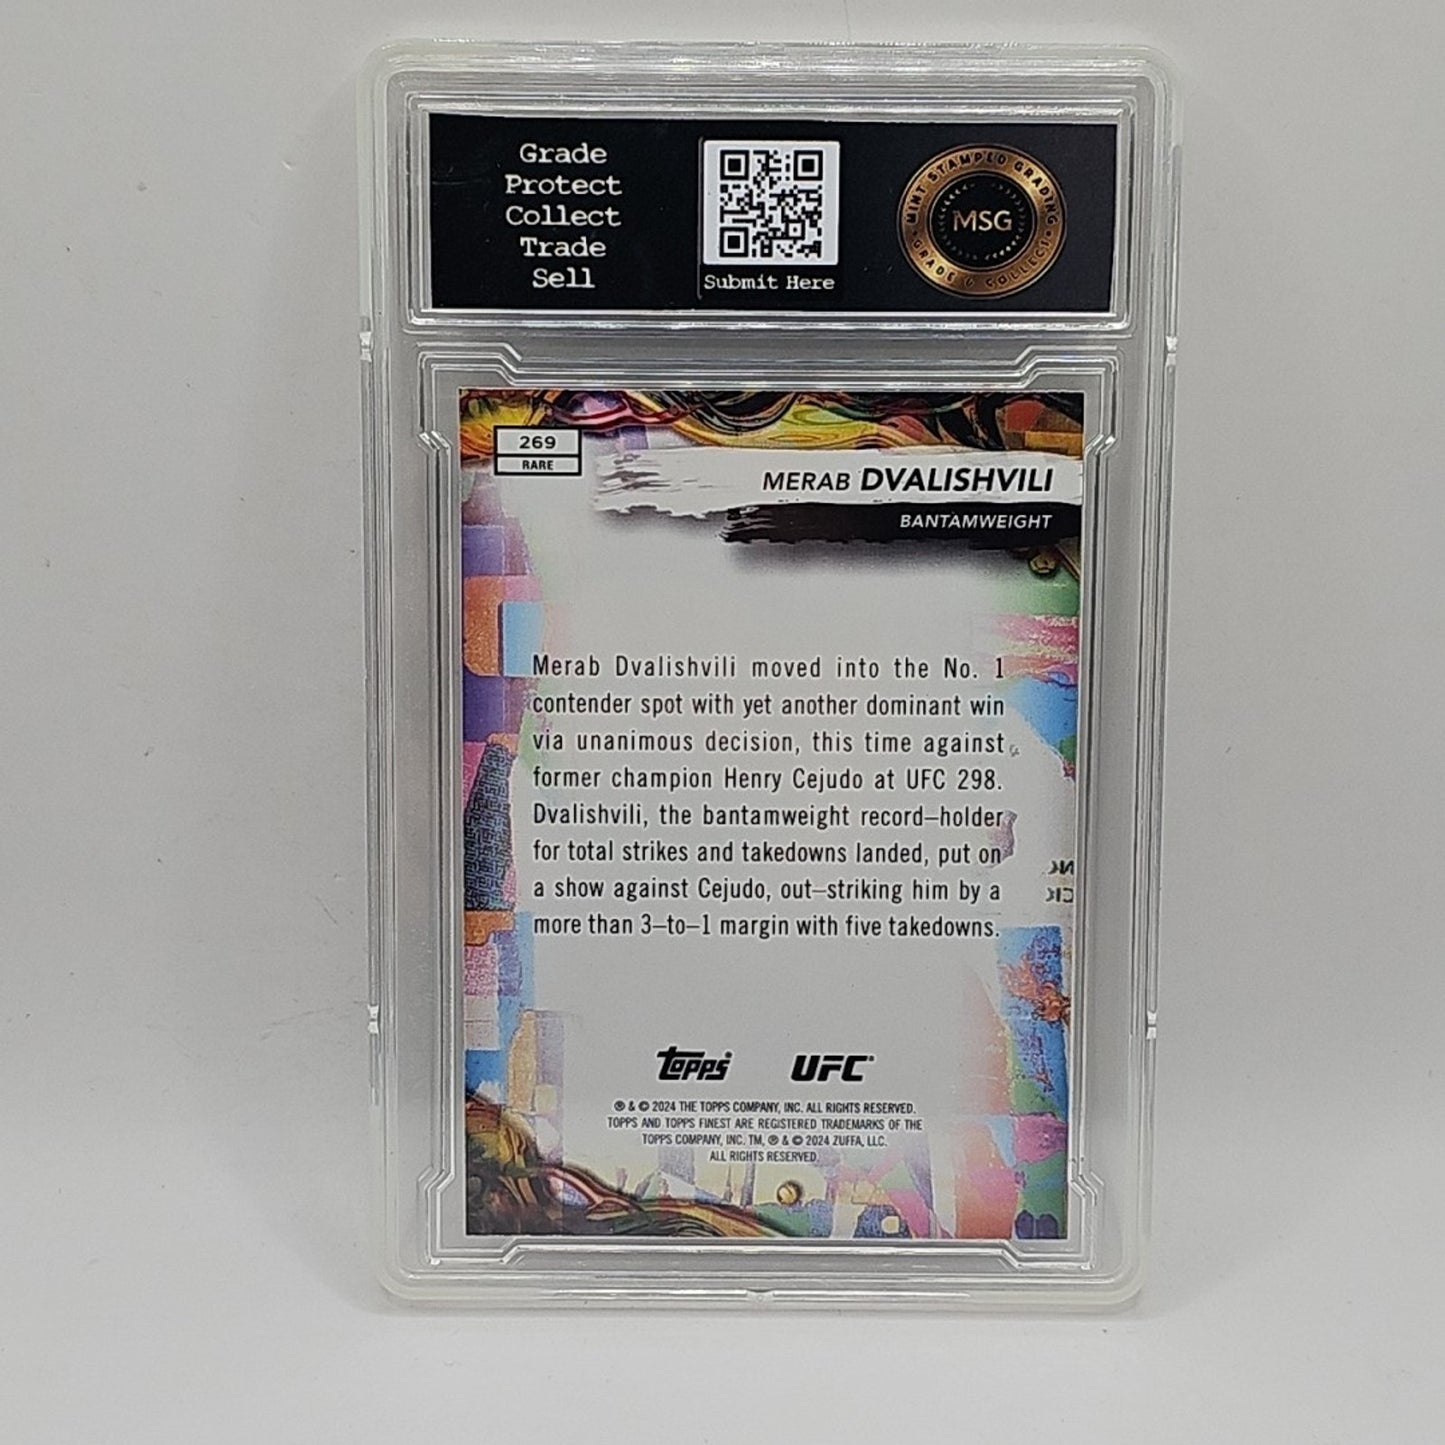 Grade
Protect
Collect
Trade
Sell
Submit Here
MINT STAMPED GRADING
MSG
GRADE & COLLECT
269
RARE
MERAB DVALISHVILI
BANTAMWEIGHT
Merab Dvalishvili moved into the No. 1
contender spot with yet another dominant win
via unanimous decision, this time against
former champion Henry Cejudo at UFC 298.
Dvalishvili, the bantamweight record–holder
for total strikes and takedowns landed, put on
a show against Cejudo, out–striking him by a
more than 3–to–1 margin with five takedowns.
Topps UFC
® & © 2024 THE TOPPS COMPANY, INC. ALL RIGHTS RESERVED.
TOPPS AND TOPPS FINEST ARE REGISTERED TRADEMARKS OF THE
TOPPS COMPANY, INC. TM, ® & © 2024 ZUFFA, LLC.
ALL RIGHTS RESERVED.